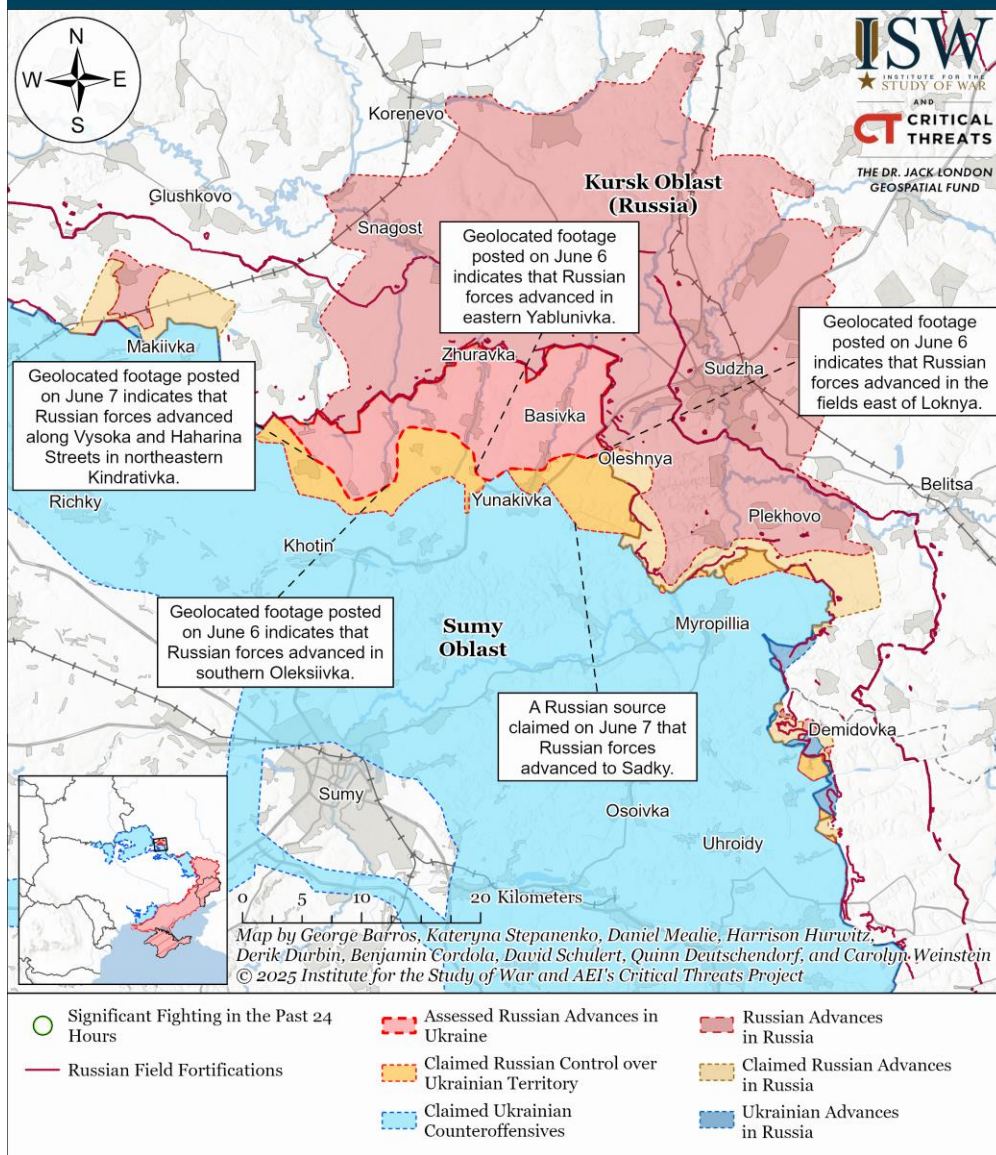 N
W
E
S
ISW
INSTITUTE FOR THE
STUDY OF WAR
AND
CT CRITICAL
THREATS
THE DR. JACK LONDON
GEOSPATIAL FUND
Korenevo
Kursk Oblast
(Russia)
Glushkovo
Snagost
Geolocated footage
posted on June 6
indicates that Russian
forces advanced in
eastern Yablunivka.
Geolocated footage
posted on June 6
indicates that Russian
forces advanced in the
fields east of Loknya.
Makiivka
Zhuravka
Sudzha
Geolocated footage posted
on June 7 indicates that
Russian forces advanced
along Vysoka and Haharina
Streets in northeastern
Kindrativka.
Basivka
Oleshnya
Belitsa
Richky
Yunakivka
Plekhovo
Khotin
Geolocated footage posted
on June 6 indicates that
Russian forces advanced in
southern Oleksiivka.
Sumy
Oblast
Myropillia
A Russian source
claimed on June 7 that
Russian forces
advanced to Sadky.
Demidovka
Sumy
Osoivka
Uhroidy
0 5 10 20 Kilometers
Map by George Barros, Kateryna Stepanenko, Daniel Mealie, Harrison Hurwitz,
Derik Durbin, Benjamin Cordola, David Schulert, Quinn Deutschendorf, and Carolyn Weinstein
© 2025 Institute for the Study of War and AEI's Critical Threats Project
Significant Fighting in the Past 24
Hours
Russian Field Fortifications
Assessed Russian Advances in
Ukraine
Claimed Russian Control over
Ukrainian Territory
Claimed Ukrainian
Counteroffensives
Russian Advances
in Russia
Claimed Russian Advances
in Russia
Ukrainian Advances
in Russia